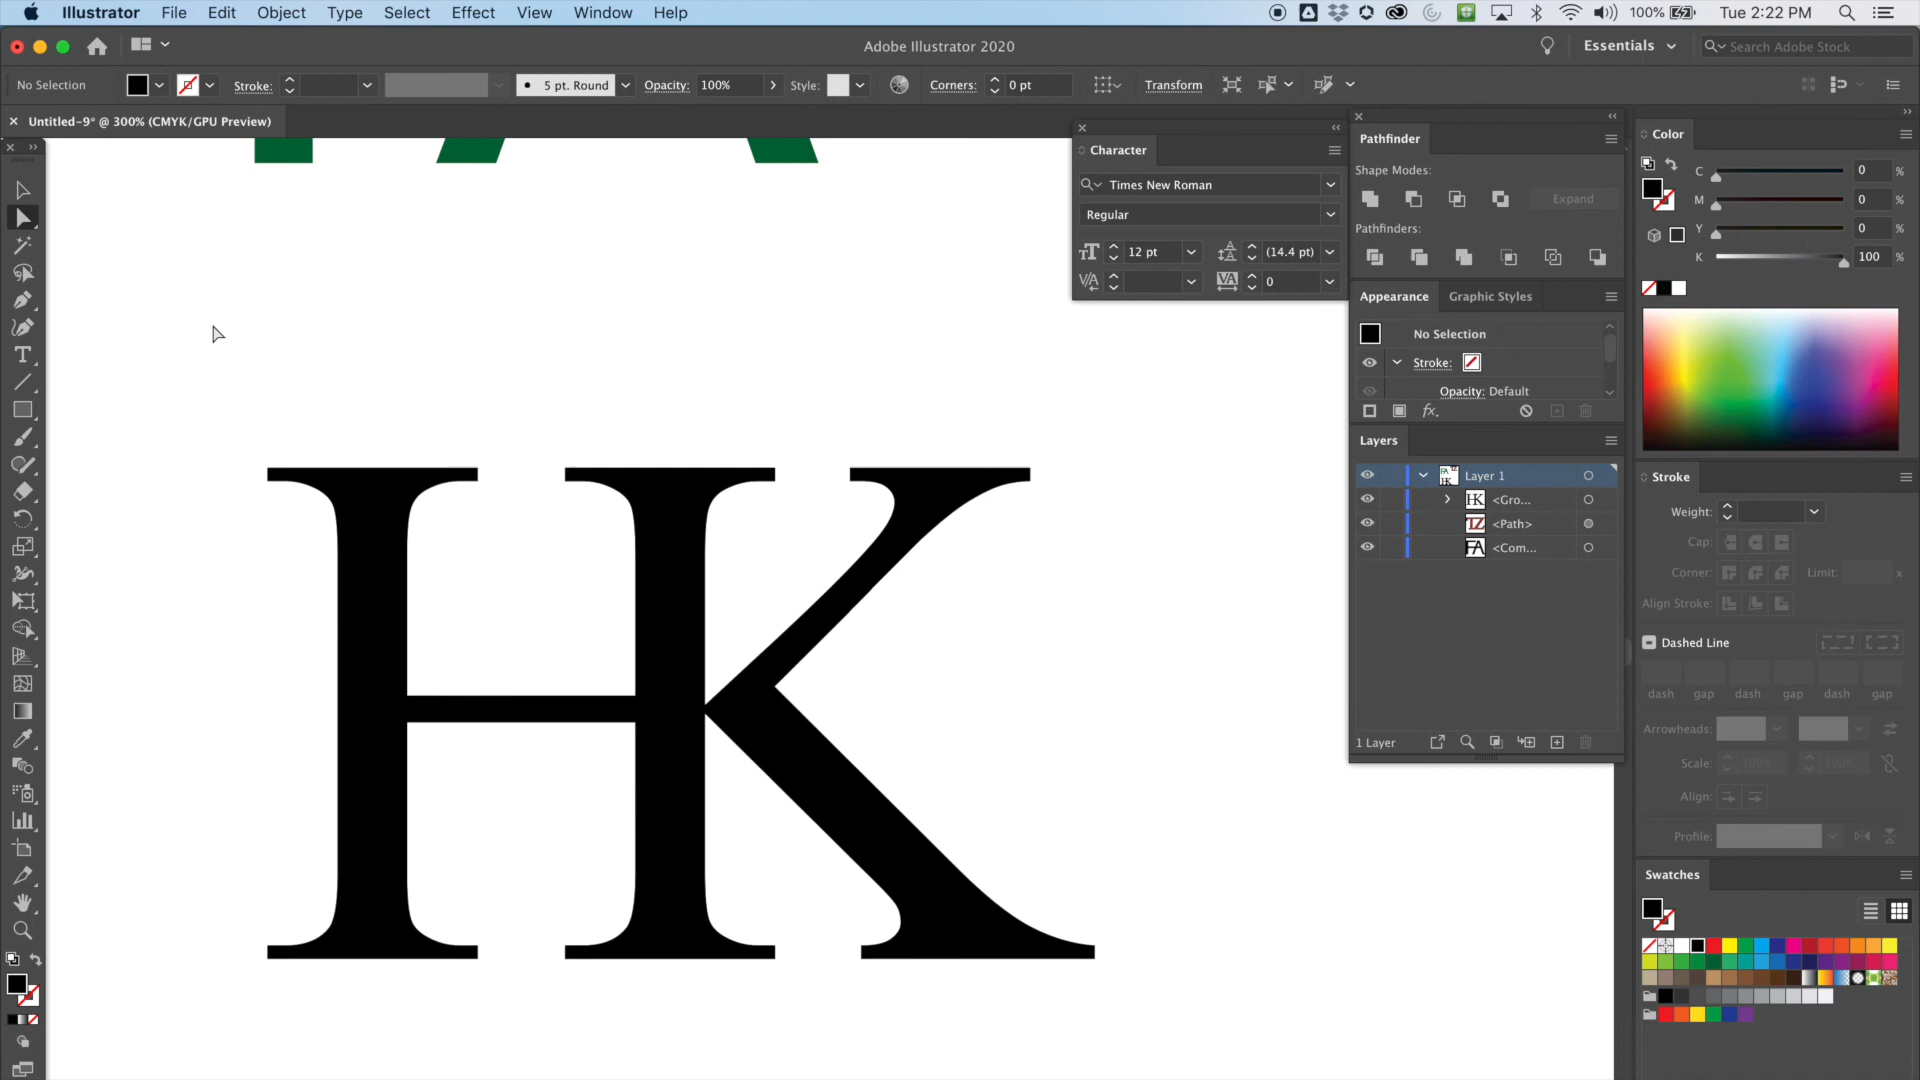 Illustrator File Edit Object Type Select Effect View Window Help 100% Tue 2:22 PM
Adobe Illustrator 2020
Essentials
Search Adobe Stock
No Selection
Stroke:
5 pt. Round
Opacity: 100%
Style:
Corners: 0 pt
Transform
Untitled-9* @ 300% (CMYK/GPU Preview)
HK
Character
Times New Roman
Regular
12 pt
(14.4 pt)
0
Pathfinder
Shape Modes:
Expand
Pathfinders:
Appearance Graphic Styles
No Selection
Stroke:
Opacity: Default
fx.
Layers
Layer 1
HK <Gro...
TZ <Path>
FA <Com...
1 Layer
Color
C 0 %
M 0 %
Y 0 %
K 100 %
Stroke
Weight:
Cap:
Corner: Limit: x
Align Stroke:
Dashed Line
dash gap dash gap dash gap
Arrowheads:
Scale: 100% 100%
Align:
Profile:
Swatches